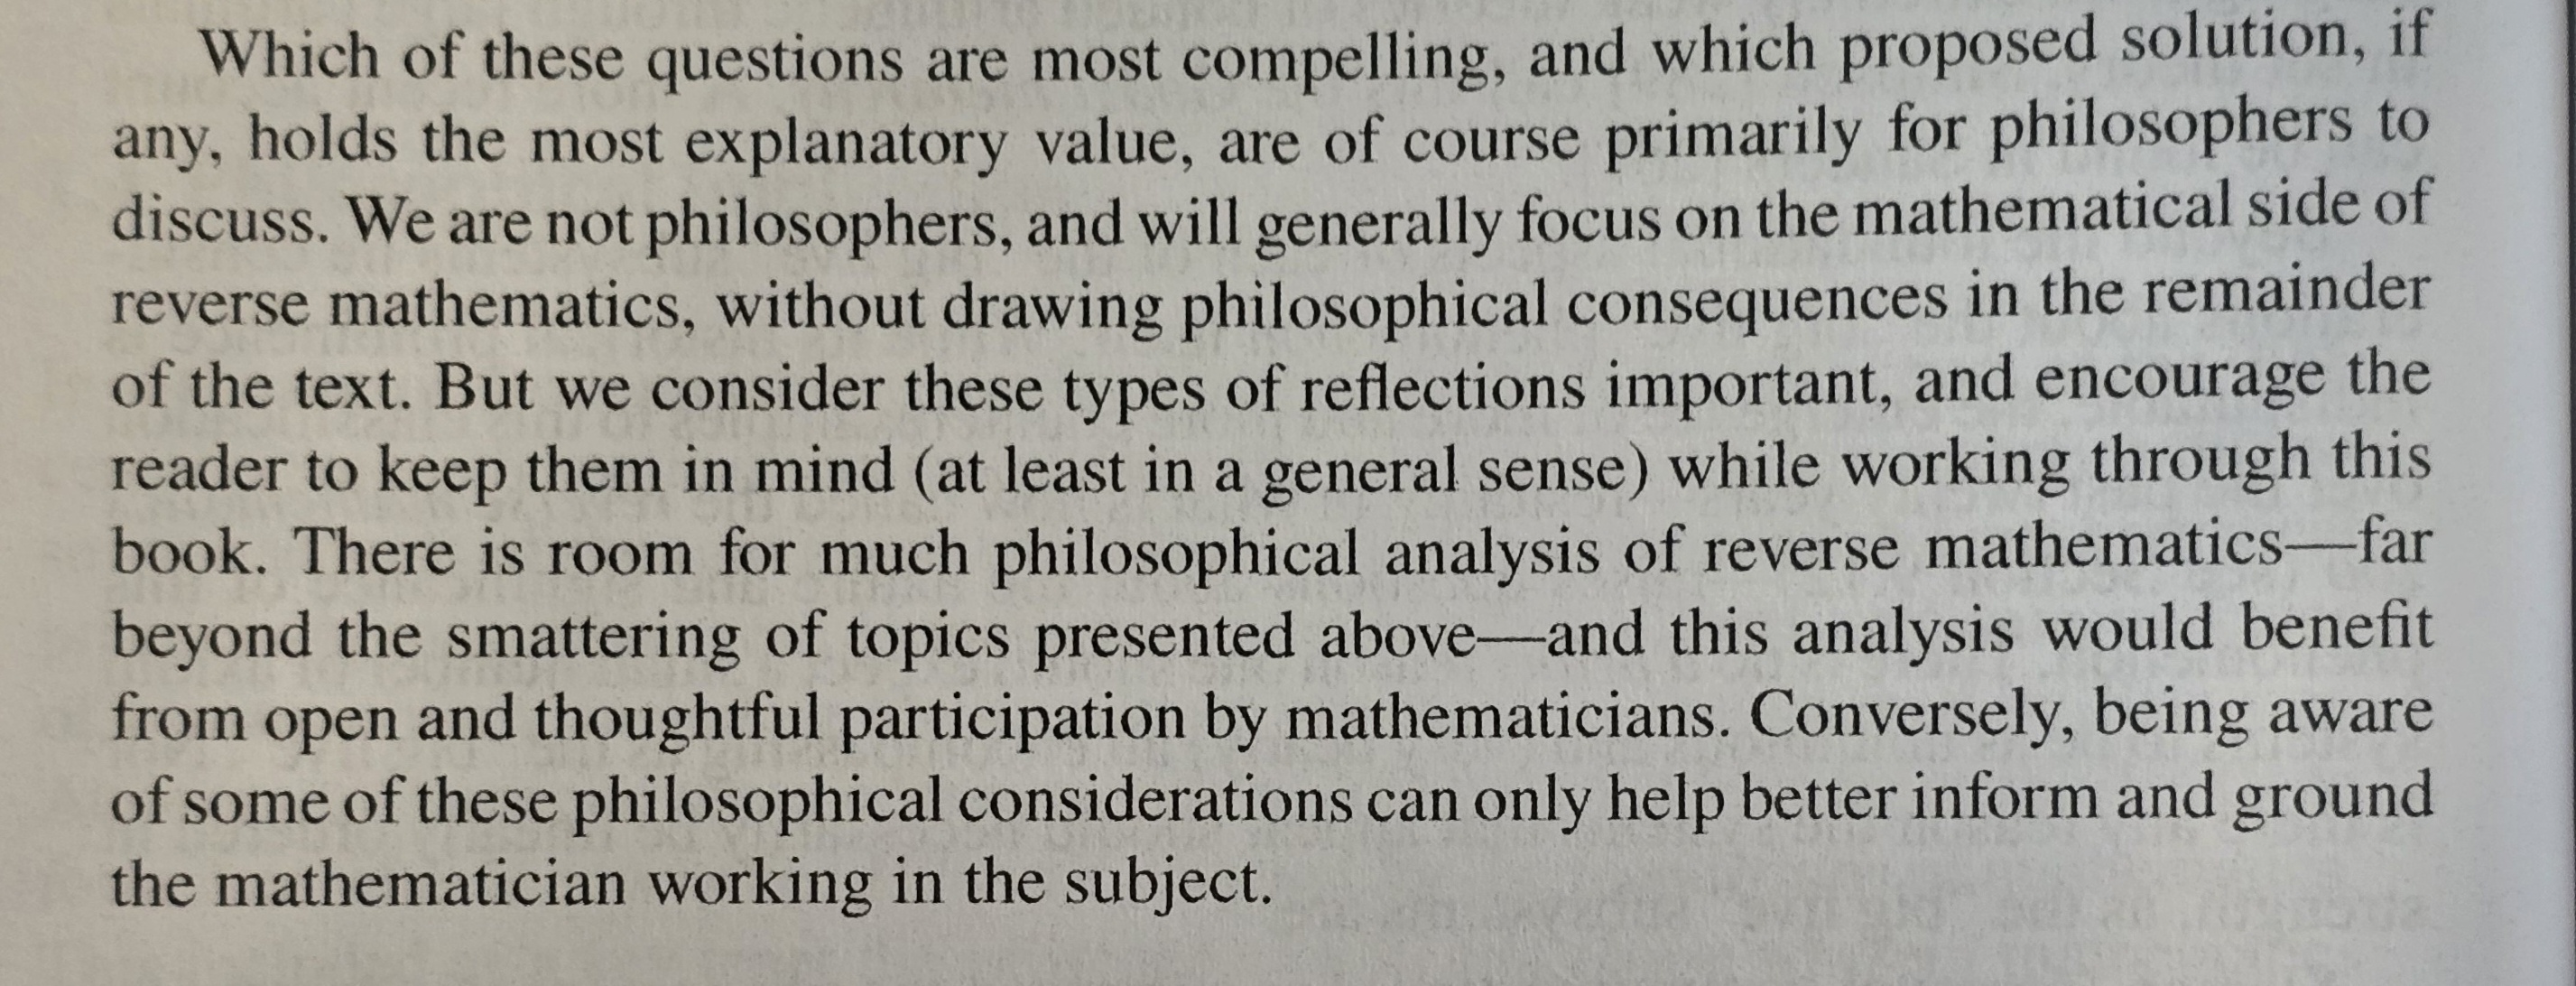 Which of these questions are most compelling, and which proposed solution, if
any, holds the most explanatory value, are of course primarily for philosophers to
discuss. We are not philosophers, and will generally focus on the mathematical side of
reverse mathematics, without drawing philosophical consequences in the remainder
of the text. But we consider these types of reflections important, and encourage the
reader to keep them in mind (at least in a general sense) while working through this
book. There is room for much philosophical analysis of reverse mathematics—far
beyond the smattering of topics presented above—and this analysis would benefit
from open and thoughtful participation by mathematicians. Conversely, being aware
of some of these philosophical considerations can only help better inform and ground
the mathematician working in the subject.